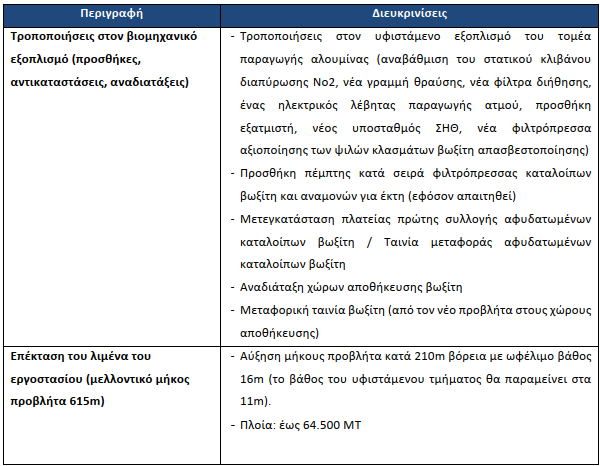 Περιγραφή
Διευκρινίσεις
Τροποποιήσεις στον βιομηχανικό
εξοπλισμό (προσθήκες,
αντικαταστάσεις, αναδιατάξεις)
- Τροποποιήσεις στον υφιστάμενο εξοπλισμό του τομέα
παραγωγής αλουμίνας (αναβάθμιση του στατικού κλιβάνου
διαπύρωσης Νο2, νέα γραμμή θραύσης, νέα φίλτρα διήθησης,
ένας ηλεκτρικός λέβητας παραγωγής ατμού, προσθήκη
εξατμιστή, νέος υποσταθμός ΣΗΘ, νέα φιλτρόπρεσσα
αξιοποίησης των ψιλών κλασμάτων βωξίτη απασβεστοποίησης)
- Προσθήκη πέμπτης κατά σειρά φιλτρόπρεσσας καταλοίπων
βωξίτη και αναμονών για έκτη (εφόσον απαιτηθεί)
- Μετεγκατάσταση πλατείας πρώτης συλλογής αφυδατωμένων
καταλοίπων βωξίτη / Ταινία μεταφοράς αφυδατωμένων
καταλοίπων βωξίτη
- Αναδιάταξη χώρων αποθήκευσης βωξίτη
- Μεταφορική ταινία βωξίτη (από τον νέο προβλήτα στους χώρους
αποθήκευσης)
Επέκταση του λιμένα του
εργοστασίου (μελλοντικό μήκος
προβλήτα 615m)
- Αύξηση μήκους προβλήτα κατά 210m βόρεια με ωφέλιμο βάθος
16m (το βάθος του υφιστάμενου τμήματος θα παραμείνει στα
11m).
- Πλοία: έως 64.500 ΜΤ